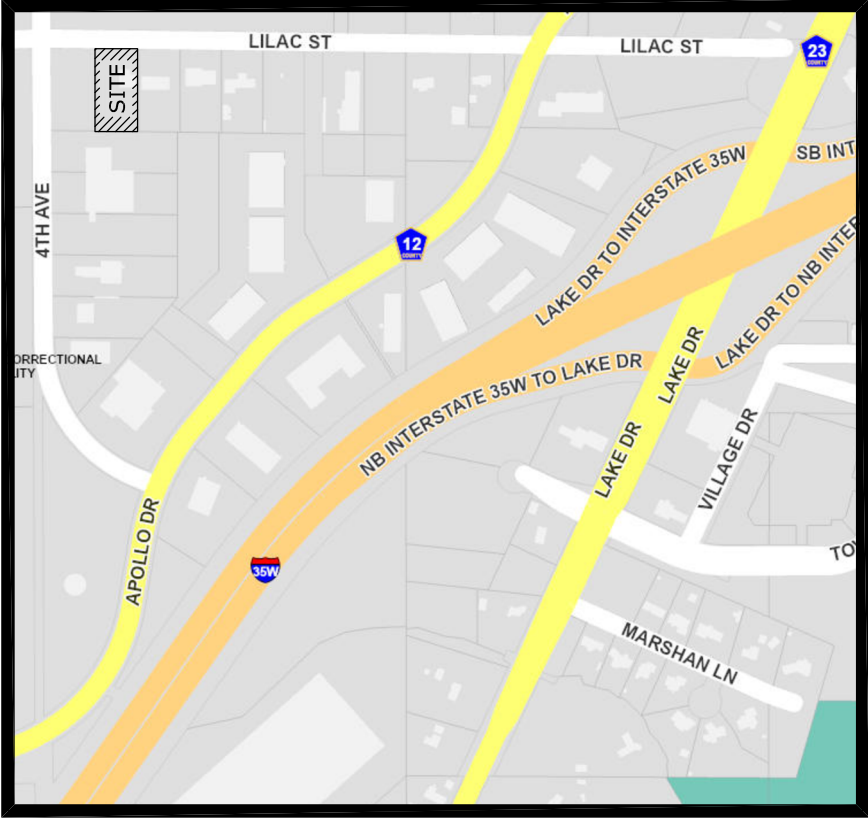 LILAC ST
LILAC ST
23
COUNTY
SITE
LAKE DR TO INTERSTATE 35W
SB INT
4TH AVE
12
COUNTY
LAKE DR TO NB INTER
ORRECTIONAL
ITY
LAKE DR
NB INTERSTATE 35W TO LAKE DR
LAKE DR
VILLAGE DR
APOLLO DR
35W
TO
MARSHAN LN